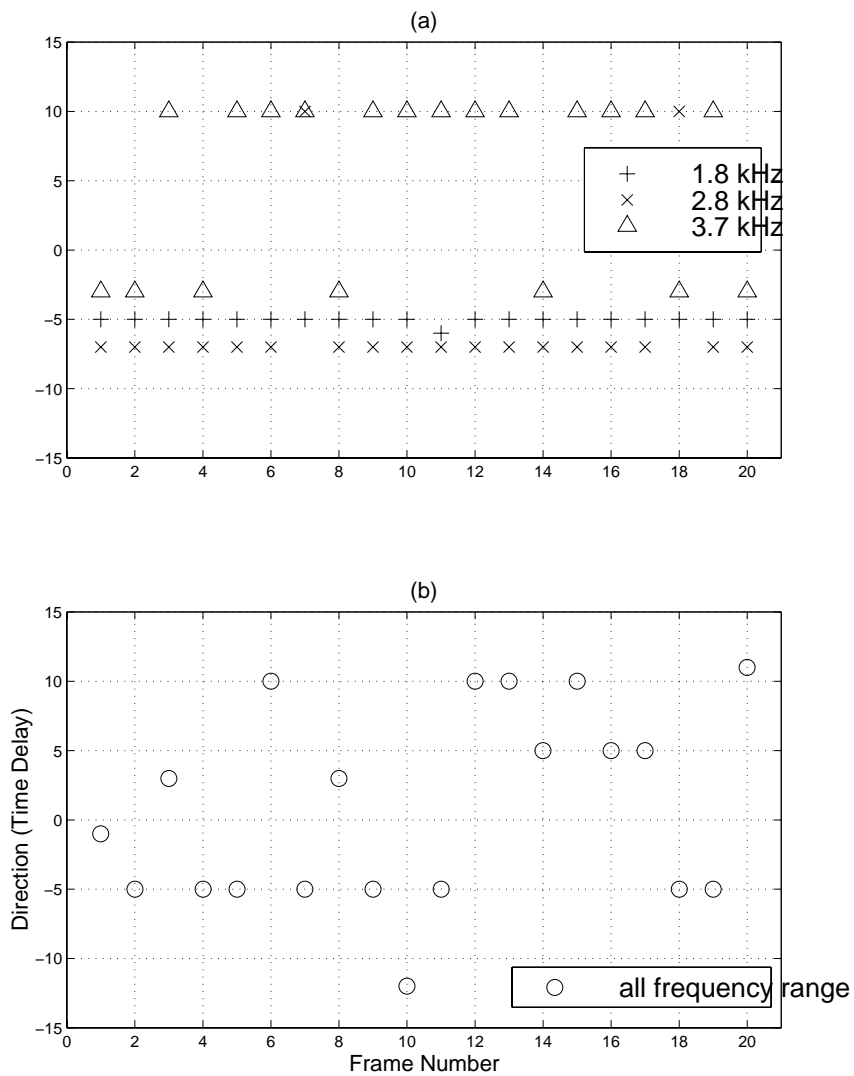 (a)
15
10
5
0
−5
−10
−15
0 2 4 6 8 10 12 14 16 18 20
1.8 kHz
2.8 kHz
3.7 kHz
(b)
15
10
5
0
−5
−10
−15
0 2 4 6 8 10 12 14 16 18 20
Direction (Time Delay)
Frame Number
all frequency range